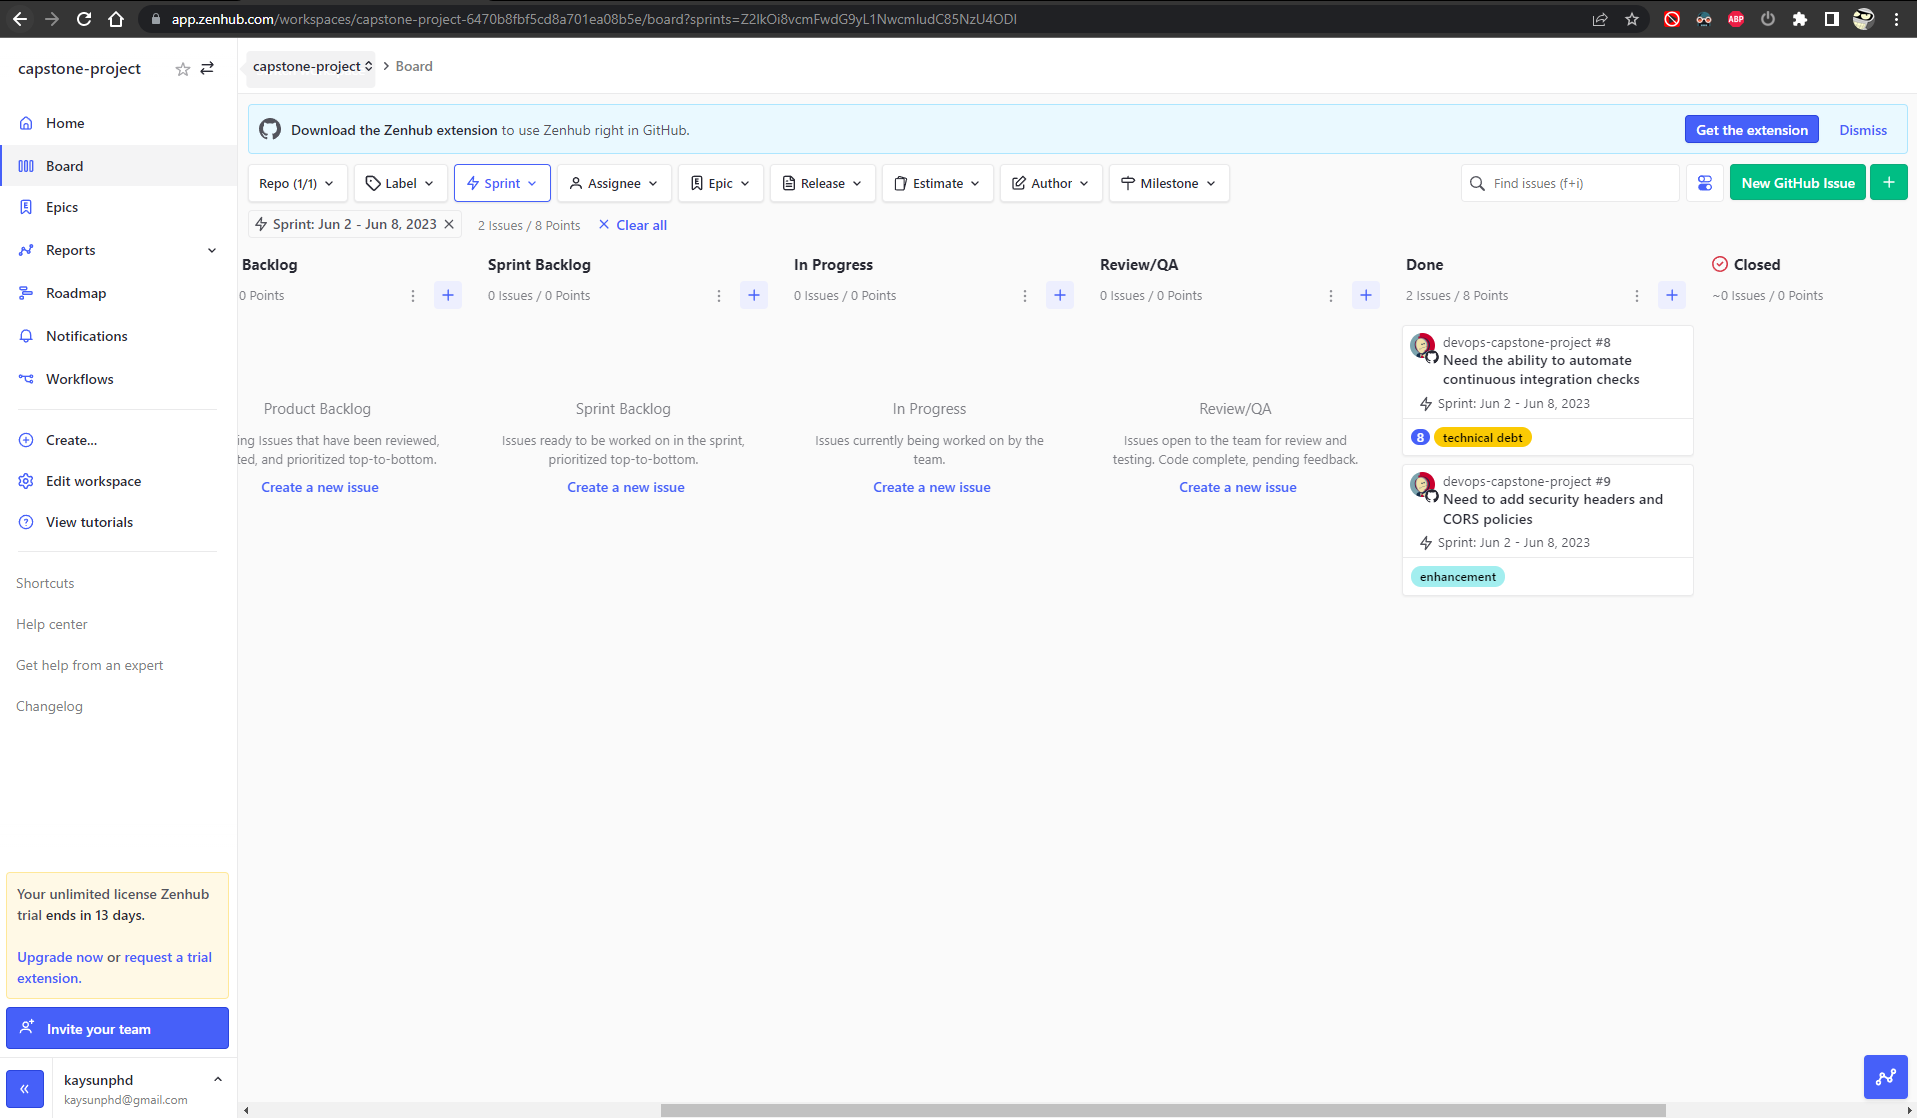 app.zenhub.com/workspaces/capstone-project-6470b8fbf5cd8a701ea08b5e/board?sprints=Z2lkOi8vcmFwdG9yL1NwcmludC85NzU4ODI
ABP
capstone-project
capstone-project > Board
Home
Board
Epics
Reports
Roadmap
Notifications
Workflows
Create...
Edit workspace
View tutorials
Shortcuts
Help center
Get help from an expert
Changelog
Your unlimited license Zenhub
trial ends in 13 days.
Upgrade now or request a trial
extension.
Invite your team
kaysunphd
kaysunphd@gmail.com
Download the Zenhub extension to use Zenhub right in GitHub.
Get the extension
Dismiss
Repo (1/1)
Label
Sprint
Assignee
Epic
Release
Estimate
Author
Milestone
Find issues (f+i)
New GitHub Issue
Sprint: Jun 2 - Jun 8, 2023
2 Issues / 8 Points
Clear all
Backlog
0 Points
Product Backlog
ing Issues that have been reviewed,
ted, and prioritized top-to-bottom.
Create a new issue
Sprint Backlog
0 Issues / 0 Points
Sprint Backlog
Issues ready to be worked on in the sprint,
prioritized top-to-bottom.
Create a new issue
In Progress
0 Issues / 0 Points
In Progress
Issues currently being worked on by the
team.
Create a new issue
Review/QA
0 Issues / 0 Points
Review/QA
Issues open to the team for review and
testing. Code complete, pending feedback.
Create a new issue
Done
2 Issues / 8 Points
devops-capstone-project #8
Need the ability to automate
continuous integration checks
Sprint: Jun 2 - Jun 8, 2023
8 technical debt
devops-capstone-project #9
Need to add security headers and
CORS policies
Sprint: Jun 2 - Jun 8, 2023
enhancement
Closed
~0 Issues / 0 Points